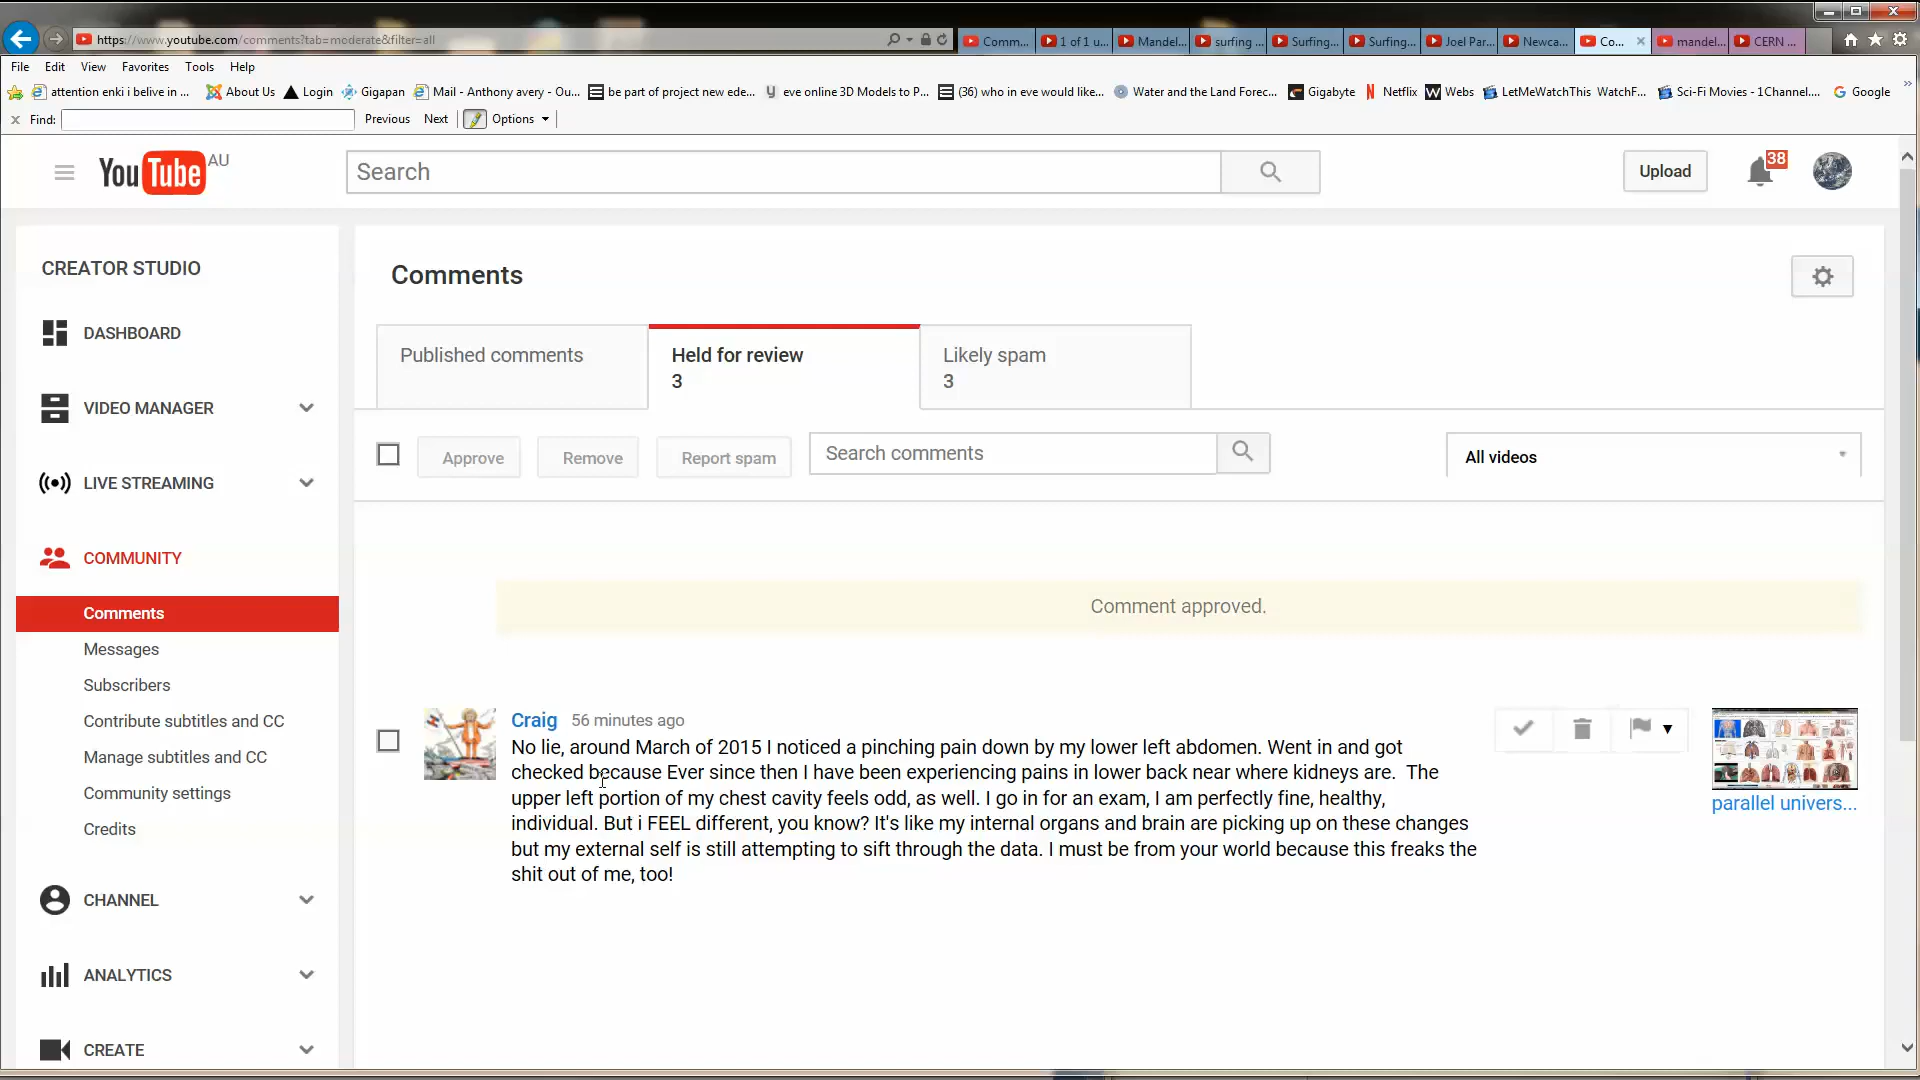 https://www.youtube.com/comments?tab=moderate&filter=all
Comm...
1 of 1 u...
Mandel...
surfing ...
Surfing...
Surfing...
Joel Par...
Newca...
Co...
mandel...
CERN ...
File Edit View Favorites Tools Help
attention enki i belive in ...
About Us
Login
Gigapan
Mail - Anthony avery - Ou...
be part of project new ede...
eve online 3D Models to P...
(36) who in eve would like...
Water and the Land Forec...
Gigabyte
Netflix
Webs
LetMeWatchThis WatchF...
Sci-Fi Movies - 1Channel....
Google
Find:
Previous Next Options
YouTube AU
Search
Upload
38
CREATOR STUDIO
DASHBOARD
VIDEO MANAGER
LIVE STREAMING
COMMUNITY
Comments
Messages
Subscribers
Contribute subtitles and CC
Manage subtitles and CC
Community settings
Credits
CHANNEL
ANALYTICS
CREATE
Comments
Published comments
Held for review
3
Likely spam
3
Approve
Remove
Report spam
Search comments
All videos
Comment approved.
Craig 56 minutes ago
No lie, around March of 2015 I noticed a pinching pain down by my lower left abdomen. Went in and got
checked because Ever since then I have been experiencing pains in lower back near where kidneys are. The
upper left portion of my chest cavity feels odd, as well. I go in for an exam, I am perfectly fine, healthy,
individual. But i FEEL different, you know? It's like my internal organs and brain are picking up on these changes
but my external self is still attempting to sift through the data. I must be from your world because this freaks the
shit out of me, too!
parallel univers...